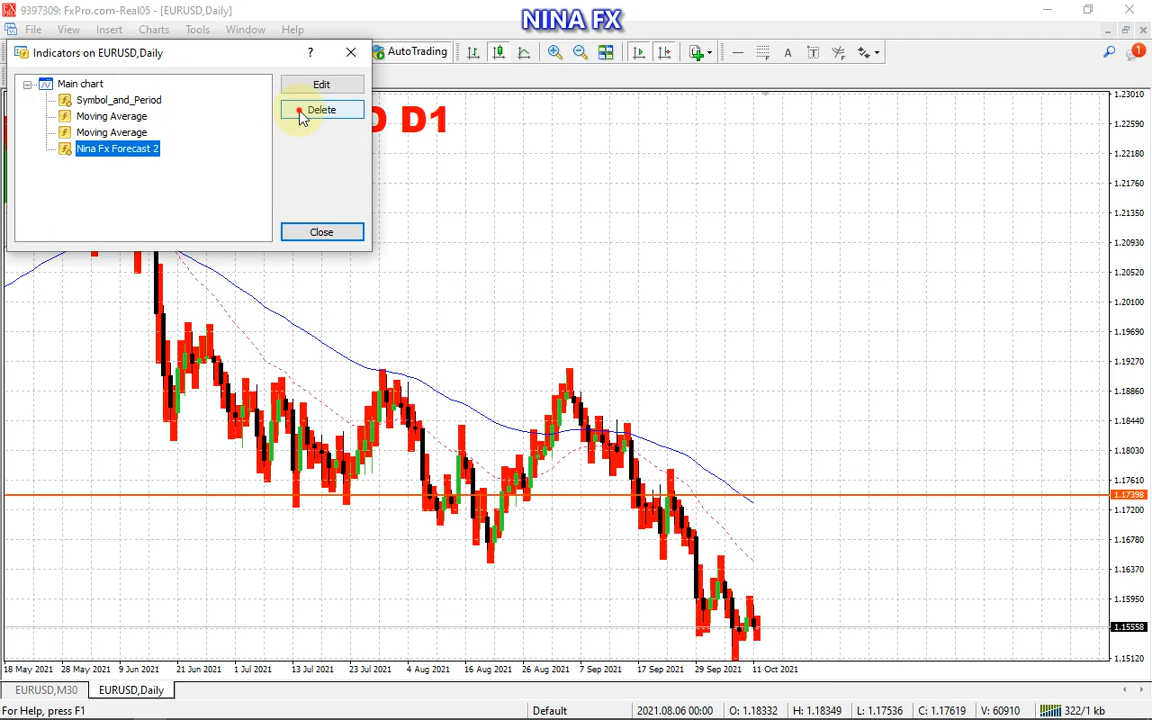 9397309: FxPro.com-Real05 - [EURUSD,Daily]
NINA FX
File View Insert Charts Tools Window Help
Indicators on EURUSD,Daily
?
AutoTrading
A
T
1
Main chart
Symbol_and_Period
Moving Average
Moving Average
Nina Fx Forecast 2
Edit
Delete
Close
D D1
1.23010
1.22590
1.22180
1.21760
1.21350
1.20930
1.20520
1.20100
1.19690
1.19270
1.18860
1.18440
1.18030
1.17610
1.17398
1.17200
1.16780
1.16370
1.15950
1.15558
1.15120
18 May 2021 28 May 2021 9 Jun 2021 21 Jun 2021 1 Jul 2021 13 Jul 2021 23 Jul 2021 4 Aug 2021 16 Aug 2021 26 Aug 2021 7 Sep 2021 17 Sep 2021 29 Sep 2021 11 Oct 2021
EURUSD,M30 EURUSD,Daily
For Help, press F1
Default
2021.08.06 00:00
O: 1.18332
H: 1.18349
L: 1.17536
C: 1.17619
V: 60910
322/1 kb